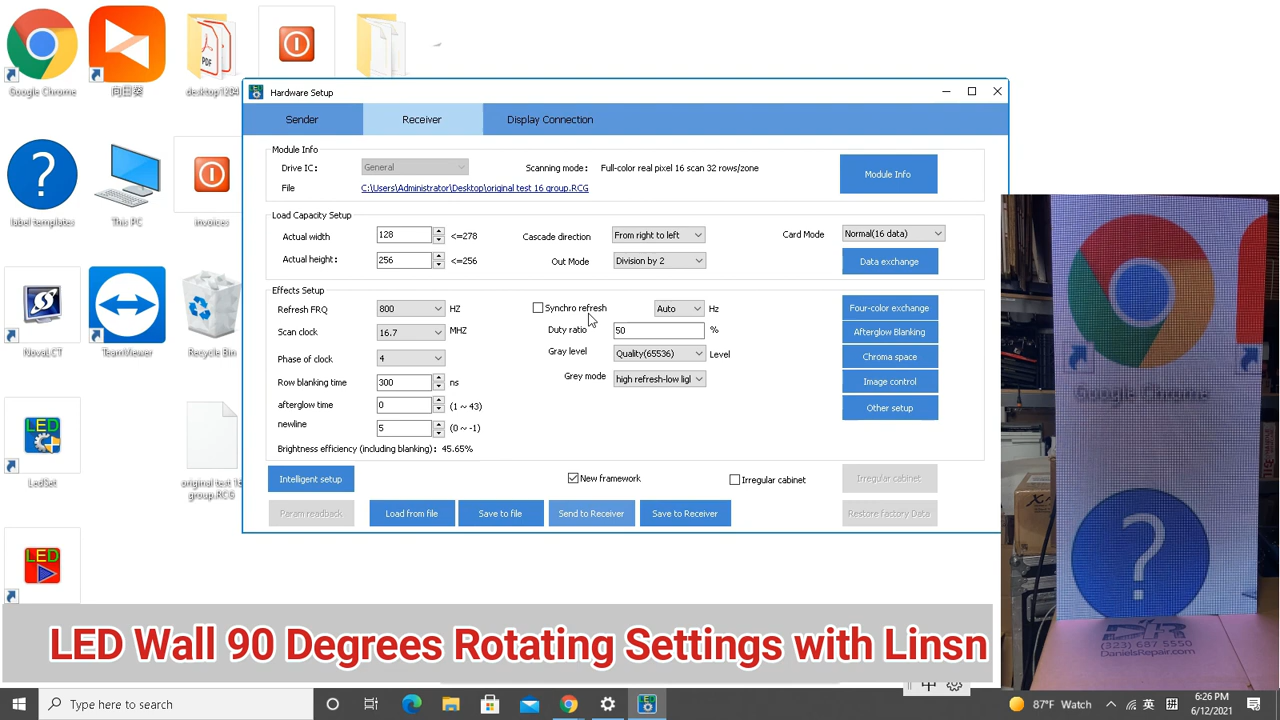 Google Chrome
向日葵
PDF
desktop1204
label templates
This PC
invoices
NovaLCT
TeamViewer
Recycle Bin
LED
LedSet
original test 16
group.RCG
LED
Hardware Setup
Sender
Receiver
Display Connection
Module Info
Drive IC:
General
Scanning mode:
Full-color real pixel 16 scan 32 rows/zone
Module Info
File
C:\Users\Administrator\Desktop\original test 16 group.RCG
Load Capacity Setup
Actual width
128
<=278
Cascade direction
From right to left
Card Mode
Normal(16 data)
Actual height:
256
<=256
Out Mode
Division by 2
Data exchange
Effects Setup
Refresh FRQ
800
HZ
Synchro refresh
Auto
Hz
Four-color exchange
Scan clock
16.7
MHZ
Duty ratio
50
%
Afterglow Blanking
Phase of clock
4
Gray level
Quality(65536)
Level
Chroma space
Row blanking time
300
ns
Grey mode
high refresh-low ligl
Image control
afterglow time
0
(1 ~ 43)
Other setup
newline
5
(0 ~ -1)
Brightness efficiency (including blanking): 45.65%
Intelligent setup
New framework
Irregular cabinet
Irregular cabinet
Param readback
Load from file
Save to file
Send to Receiver
Save to Receiver
Restore factory Data
Google Chrome
?
D'R
(323) 687 5550
DanielsRepair.com
LED Wall 90 Degrees Rotating Settings with Linsn
中
Type here to search
87°F Watch
英
拼
6:26 PM
6/12/2021